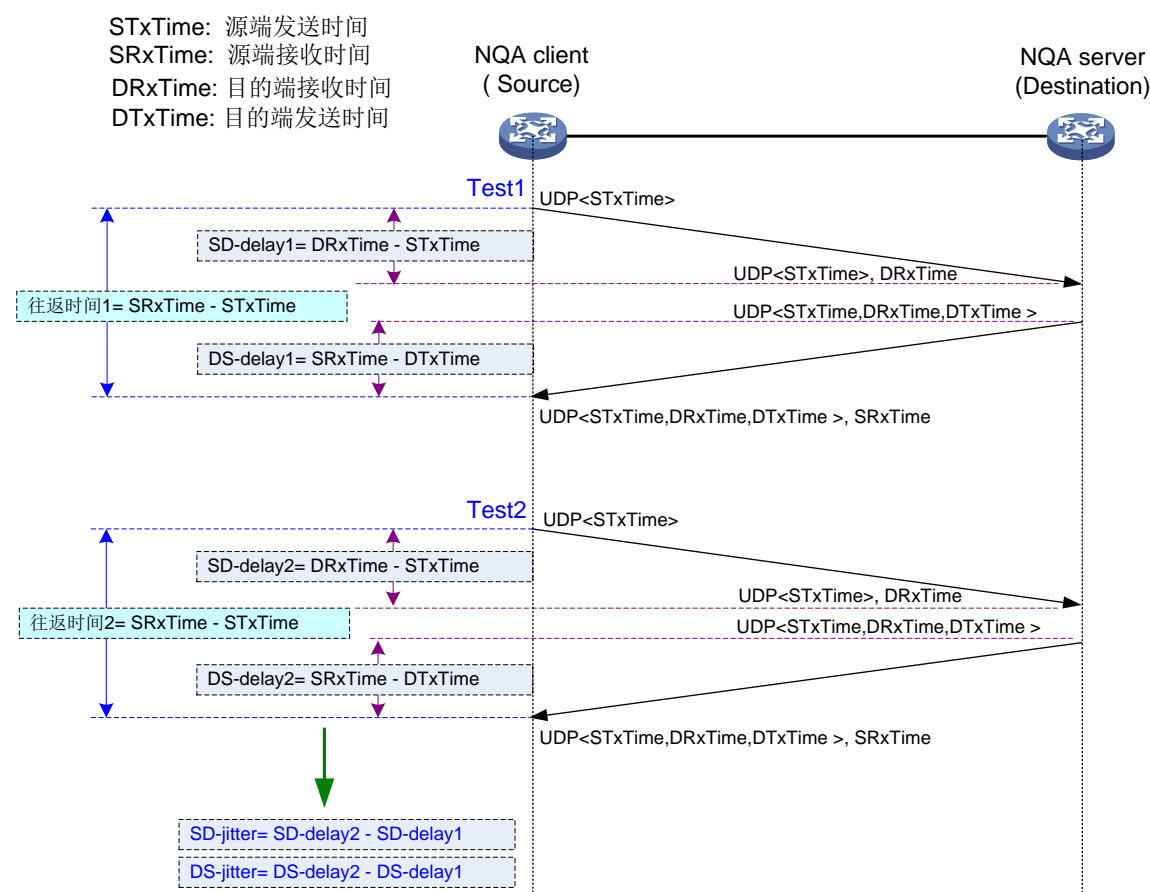 STxTime: 源端发送时间
SRxTime: 源端接收时间
DRxTime: 目的端接收时间
DTxTime: 目的端发送时间
NQA client
( Source)
NQA server
(Destination)
Test1
UDP<STxTime>
SD-delay1= DRxTime - STxTime
UDP<STxTime>, DRxTime
往返时间1= SRxTime - STxTime
UDP<STxTime,DRxTime,DTxTime >
DS-delay1= SRxTime - DTxTime
UDP<STxTime,DRxTime,DTxTime >, SRxTime
Test2
UDP<STxTime>
SD-delay2= DRxTime - STxTime
UDP<STxTime>, DRxTime
往返时间2= SRxTime - STxTime
UDP<STxTime,DRxTime,DTxTime >
DS-delay2= SRxTime - DTxTime
UDP<STxTime,DRxTime,DTxTime >, SRxTime
SD-jitter= SD-delay2 - SD-delay1
DS-jitter= DS-delay2 - DS-delay1